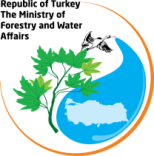 Republic of Turkey
The Ministry of
Forestry and Water
Affairs